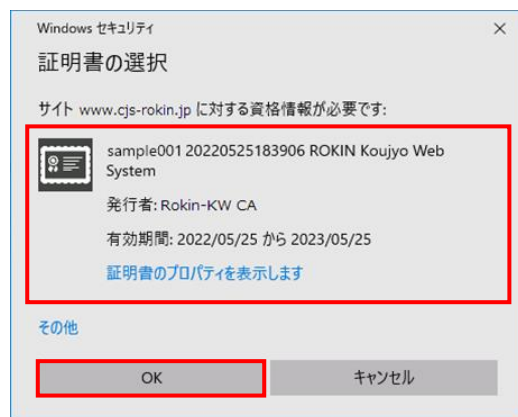 Windows セキュリティ
証明書の選択
サイト www.cjs-rokin.jp に対する資格情報が必要です:
sample001 20220525183906 ROKIN Koujyo Web
System
発行者: Rokin-KW CA
有効期間: 2022/05/25 から 2023/05/25
証明書のプロパティを表示します
その他
OK
キャンセル